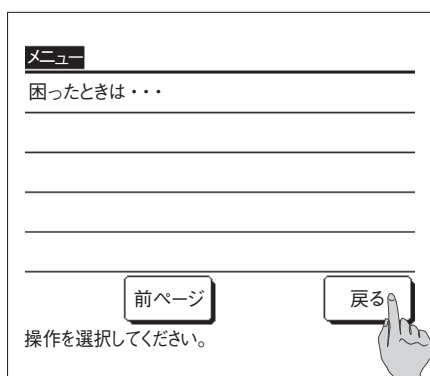 メニュー
困ったときは・・・
前ページ 戻る
操作を選択してください。